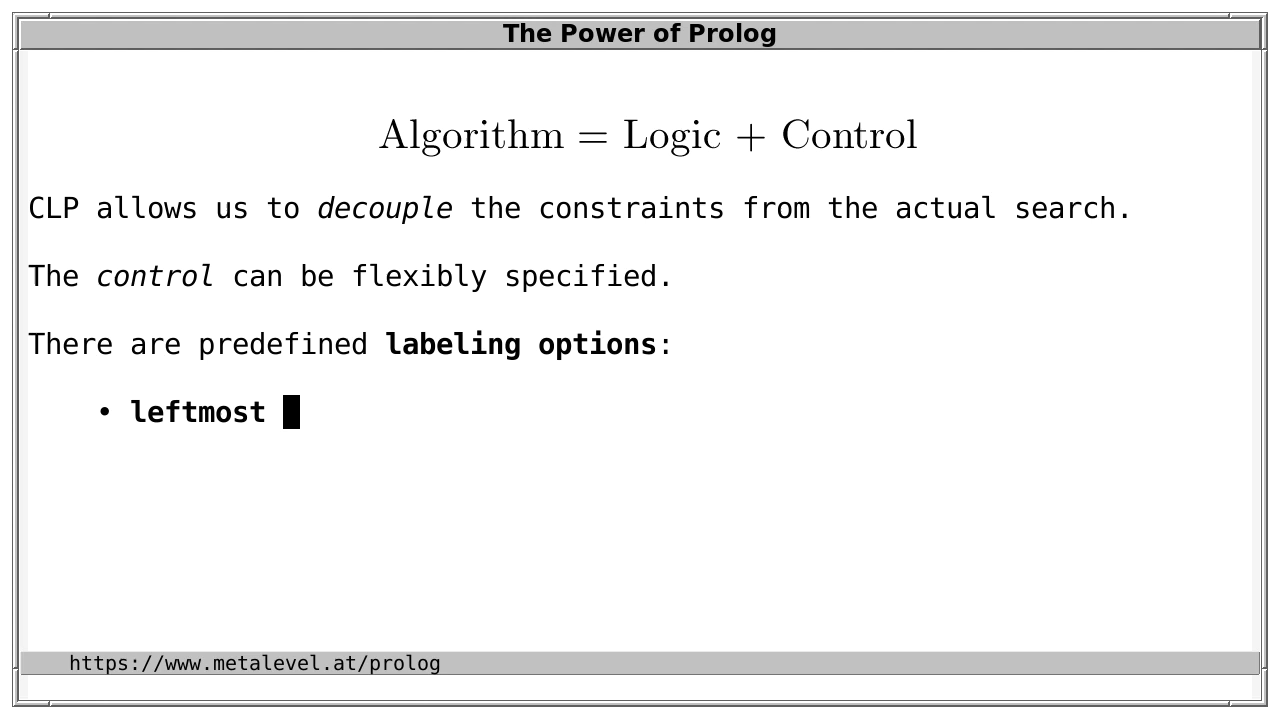 The Power of Prolog
Algorithm = Logic + Control
CLP allows us to decouple the constraints from the actual search.
The control can be flexibly specified.
There are predefined labeling options:
• leftmost
https://www.metalevel.at/prolog